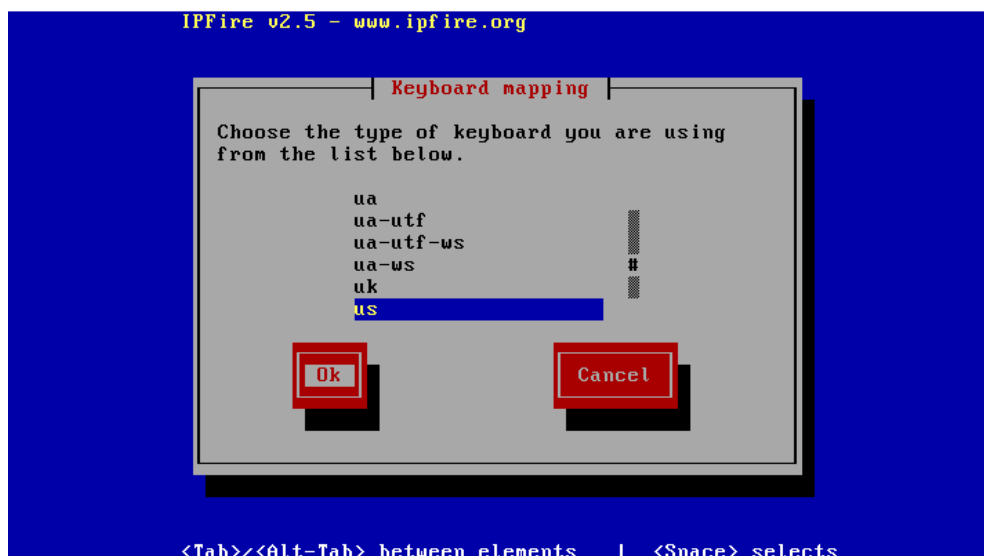 IPFire v2.5 - www.ipfire.org
Keyboard mapping
Choose the type of keyboard you are using
from the list below.
ua
ua-utf
ua-utf-ws
ua-ws
#
uk
us
Ok
Cancel
<Tab>/<Alt-Tab> between elements | <Space> selects